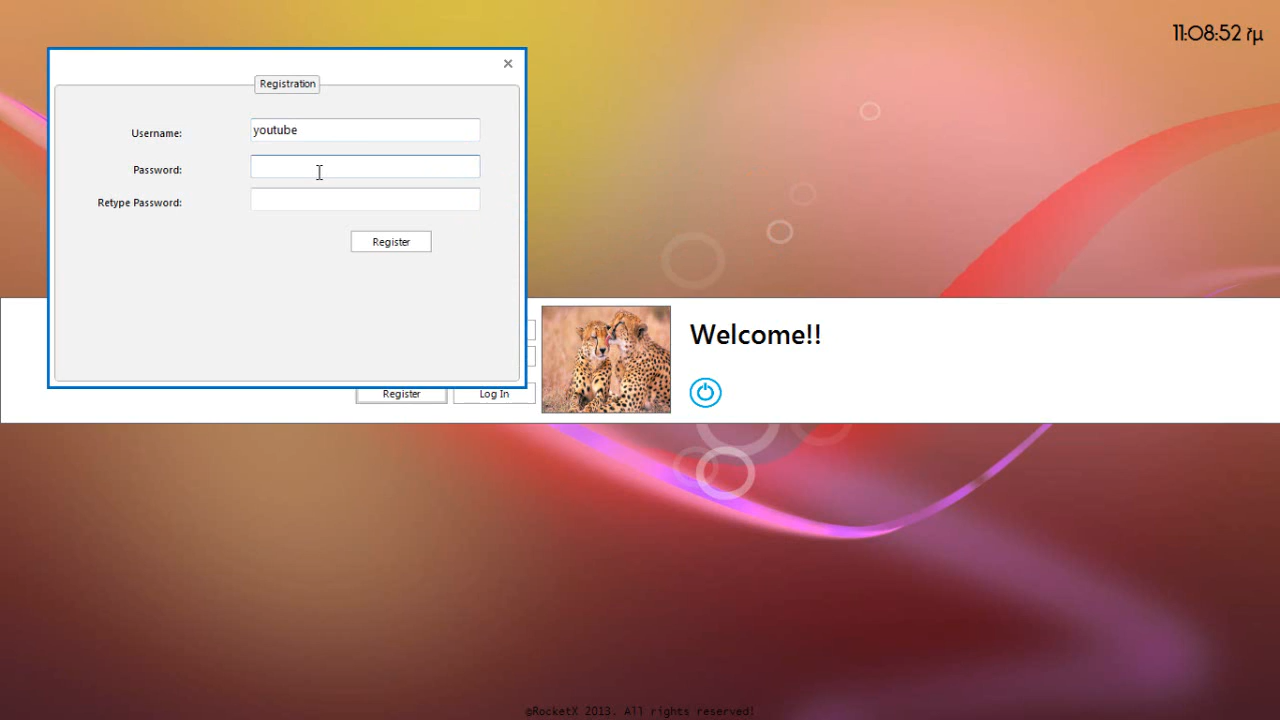 11:08:52 πμ
Registration
Username:
youtube
Password:
Retype Password:
Register
Welcome!!
Register
Log In
@RocketX 2013. All rights reserved!